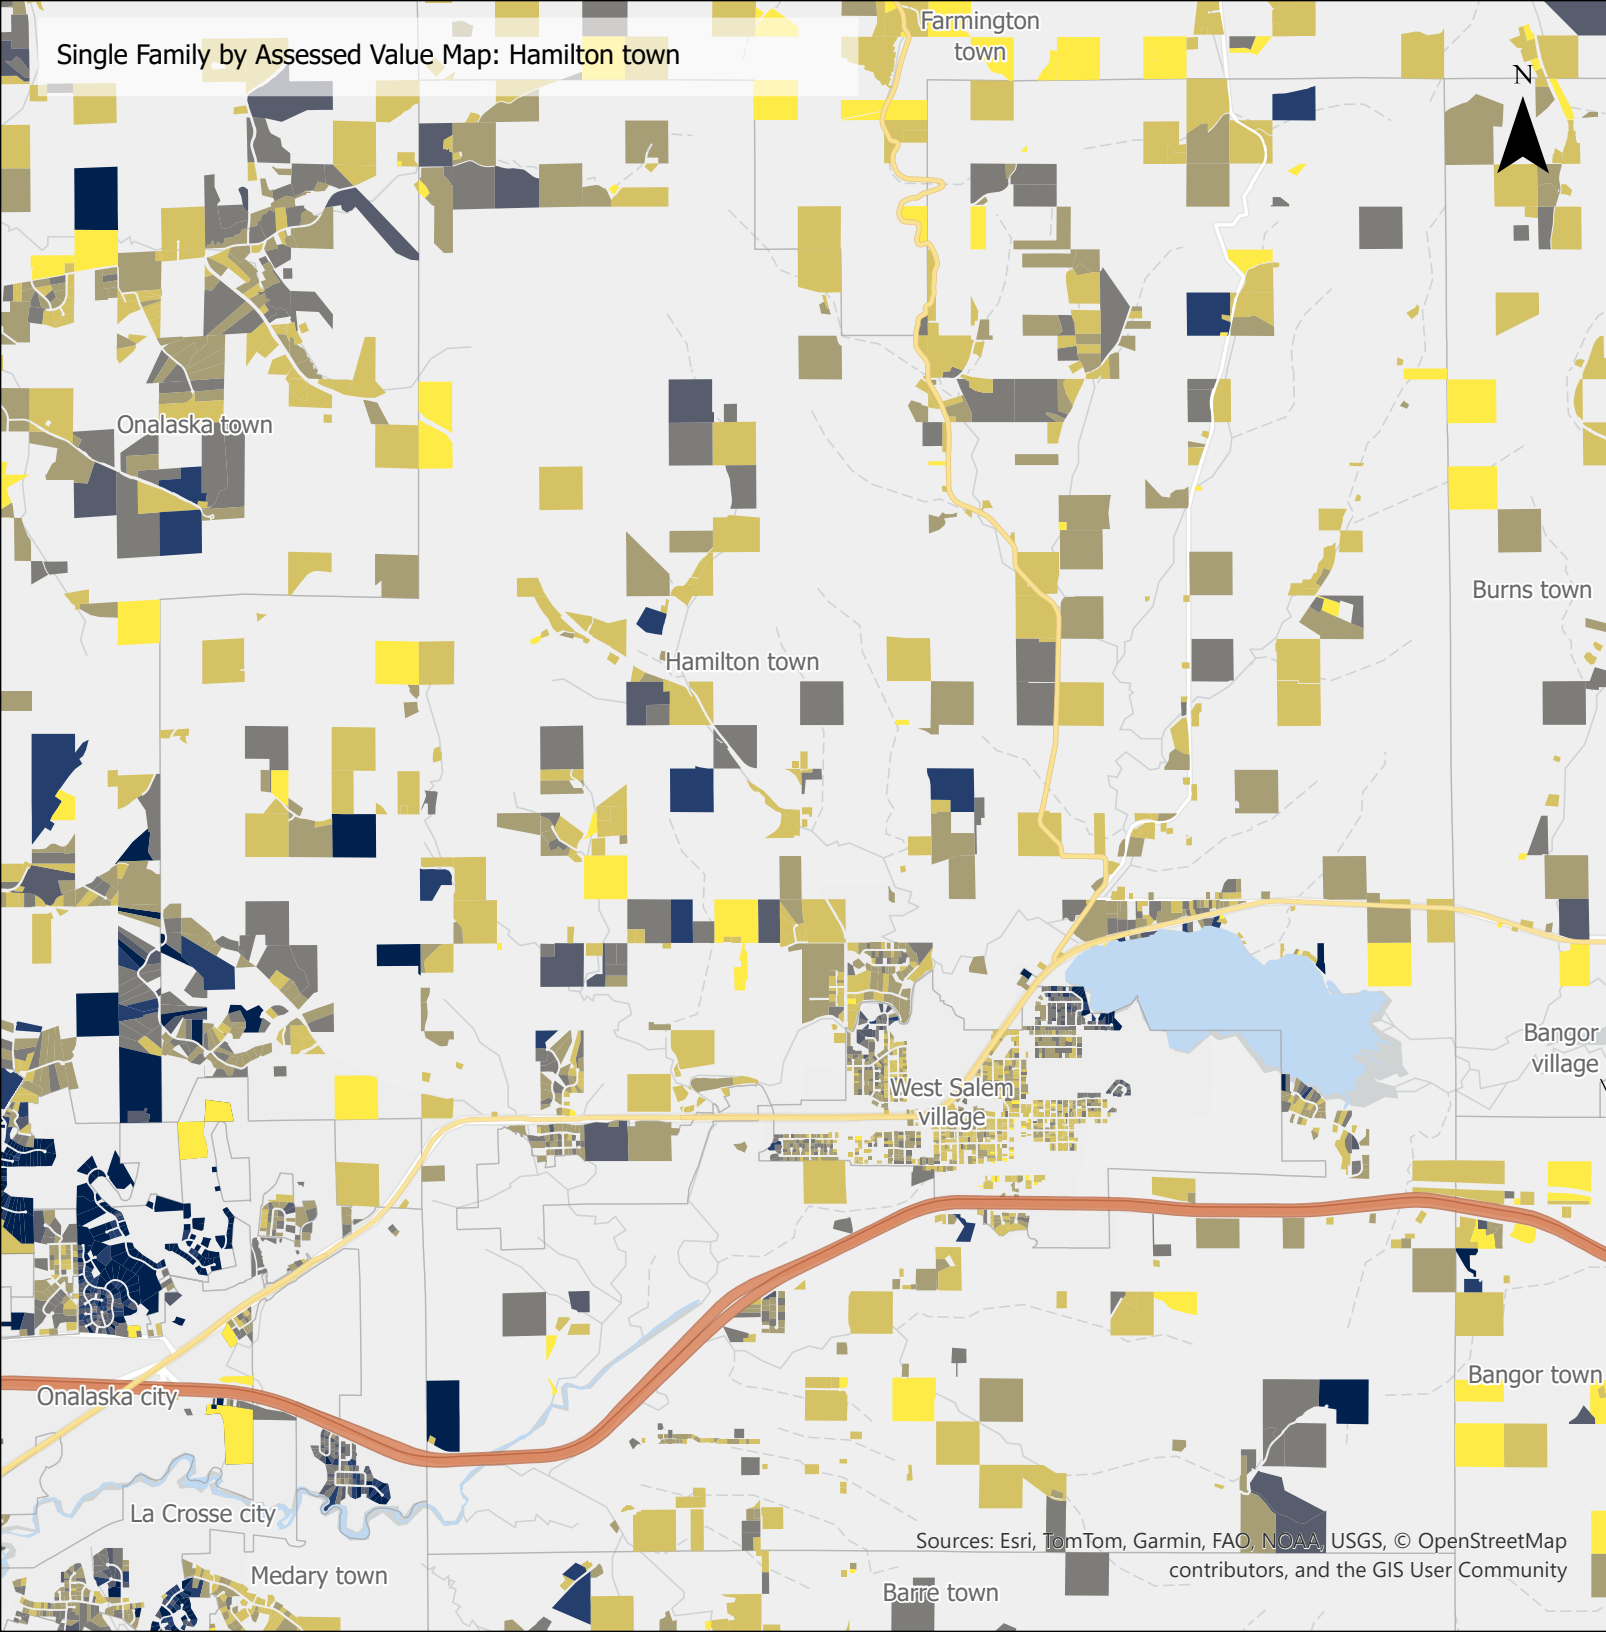 Farmington
town
Single Family by Assessed Value Map: Hamilton town
N
Onalaska town
Burns town
Hamilton town
Bangor
village
West Salem
village
Bangor town
Onalaska city
La Crosse city
Sources: Esri, TomTom, Garmin, FAO, NOAA, USGS, © OpenStreetMap
contributors, and the GIS User Community
Medary town
Barre town